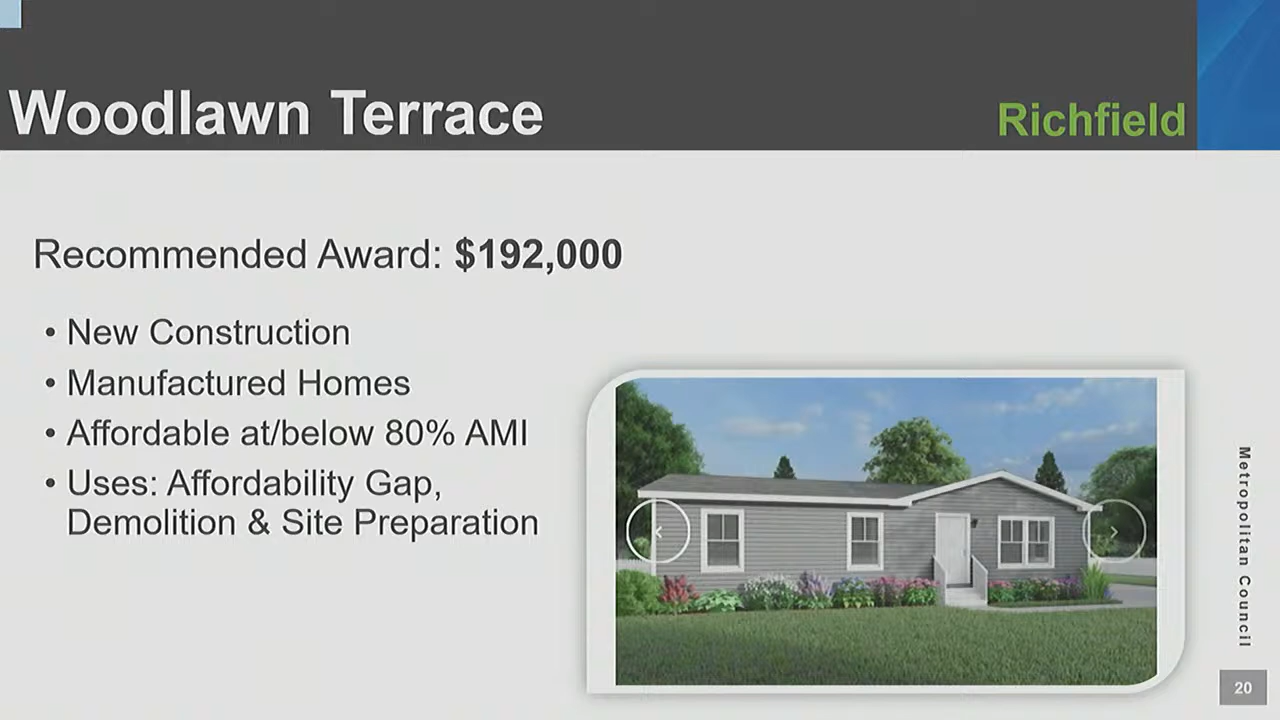 Woodlawn Terrace
Richfield
Recommended Award: $192,000
• New Construction
• Manufactured Homes
• Affordable at/below 80% AMI
• Uses: Affordability Gap,
Demolition & Site Preparation
Metropolitan Council
20